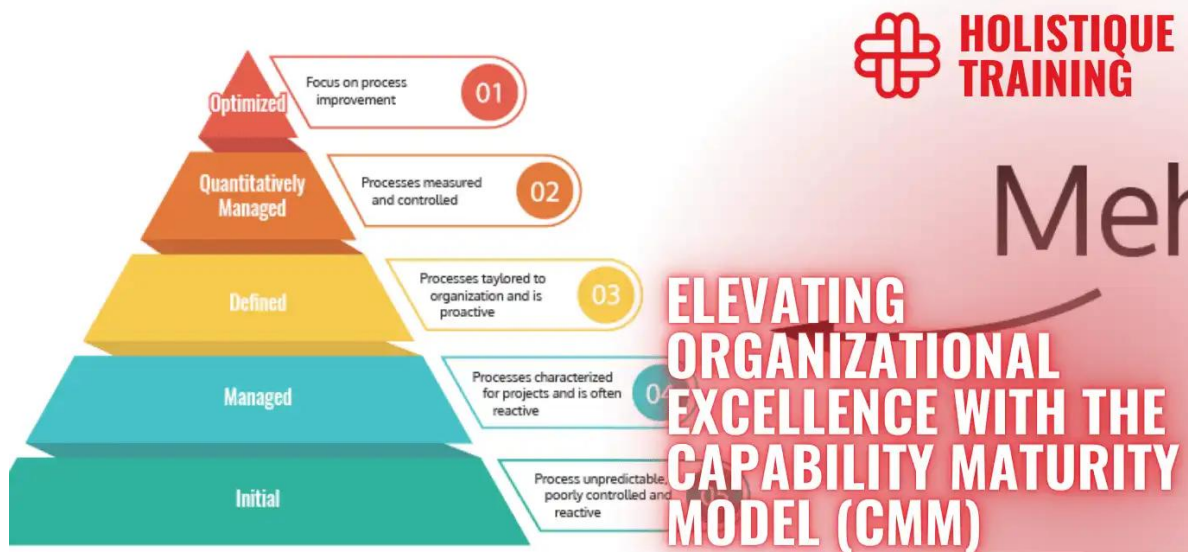 HOLISTIQUE
TRAINING
Optimized
Focus on process
improvement
01
Quantitatively
Managed
Processes measured
and controlled
02
Defined
Processes taylored to
organization and is
proactive
03
Managed
Processes characterized
for projects and is often
reactive
04
Initial
Process unpredictable,
poorly controlled and
reactive
05
Meh
ELEVATING
ORGANIZATIONAL
EXCELLENCE WITH THE
CAPABILITY MATURITY
MODEL (CMM)